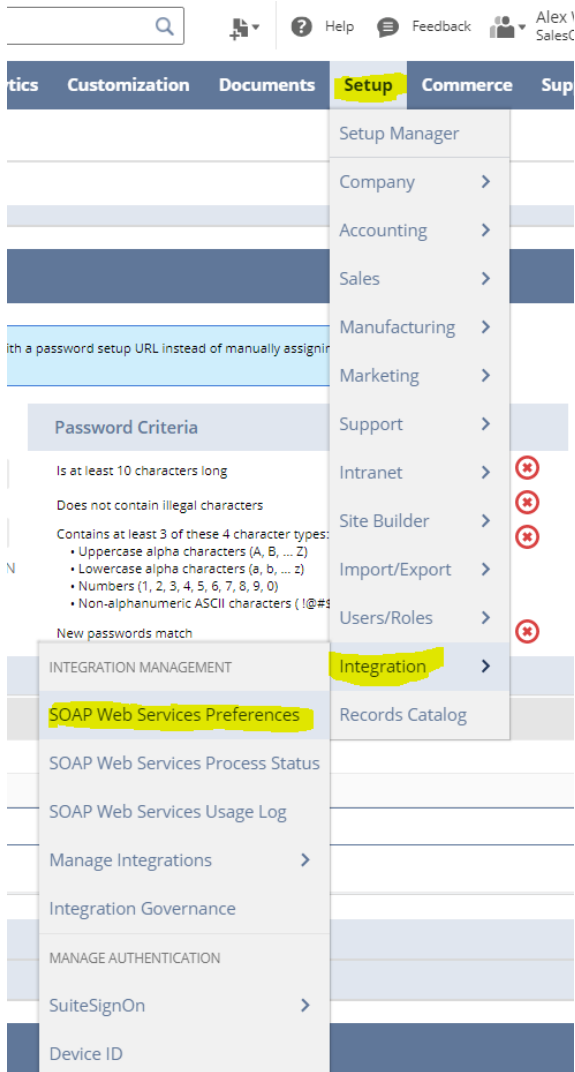 Help
Feedback
Alex
Sales
tics
Customization
Documents
Setup
Commerce
Sup
Setup Manager
Company
Accounting
Sales
Manufacturing
ith a password setup URL instead of manually assignin
Marketing
Password Criteria
Support
Is at least 10 characters long
Intranet
Does not contain illegal characters
Site Builder
Contains at least 3 of these 4 character types:
• Uppercase alpha characters (A, B, ... Z)
• Lowercase alpha characters (a, b, ... z)
Import/Export
N
• Numbers (1, 2, 3, 4, 5, 6, 7, 8, 9, 0)
• Non-alphanumeric ASCII characters ( !@#$
Users/Roles
New passwords match
INTEGRATION MANAGEMENT
Integration
SOAP Web Services Preferences
Records Catalog
SOAP Web Services Process Status
SOAP Web Services Usage Log
Manage Integrations
Integration Governance
MANAGE AUTHENTICATION
SuiteSignOn
Device ID